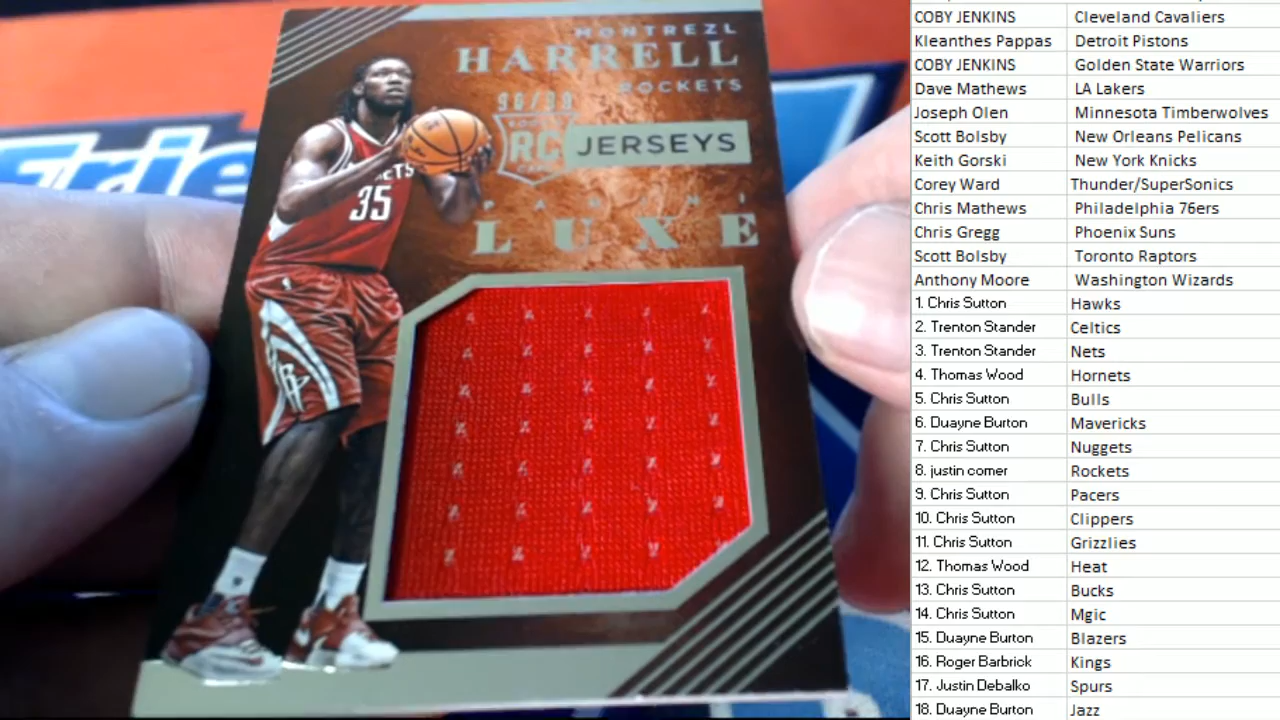 MONTREZL
HARRELL
ROCKETS
96/99
RC
JERSEYS
PANINI
LUXE
35
COBY JENKINS Cleveland Cavaliers
Kleanthes Pappas Detroit Pistons
COBY JENKINS Golden State Warriors
Dave Mathews LA Lakers
Joseph Olen Minnesota Timberwolves
Scott Bolsby New Orleans Pelicans
Keith Gorski New York Knicks
Corey Ward Thunder/SuperSonics
Chris Mathews Philadelphia 76ers
Chris Gregg Phoenix Suns
Scott Bolsby Toronto Raptors
Anthony Moore Washington Wizards
1. Chris Sutton Hawks
2. Trenton Stander Celtics
3. Trenton Stander Nets
4. Thomas Wood Hornets
5. Chris Sutton Bulls
6. Duayne Burton Mavericks
7. Chris Sutton Nuggets
8. justin comer Rockets
9. Chris Sutton Pacers
10. Chris Sutton Clippers
11. Chris Sutton Grizzlies
12. Thomas Wood Heat
13. Chris Sutton Bucks
14. Chris Sutton Mgic
15. Duayne Burton Blazers
16. Roger Barbrick Kings
17. Justin Debalko Spurs
18. Duayne Burton Jazz